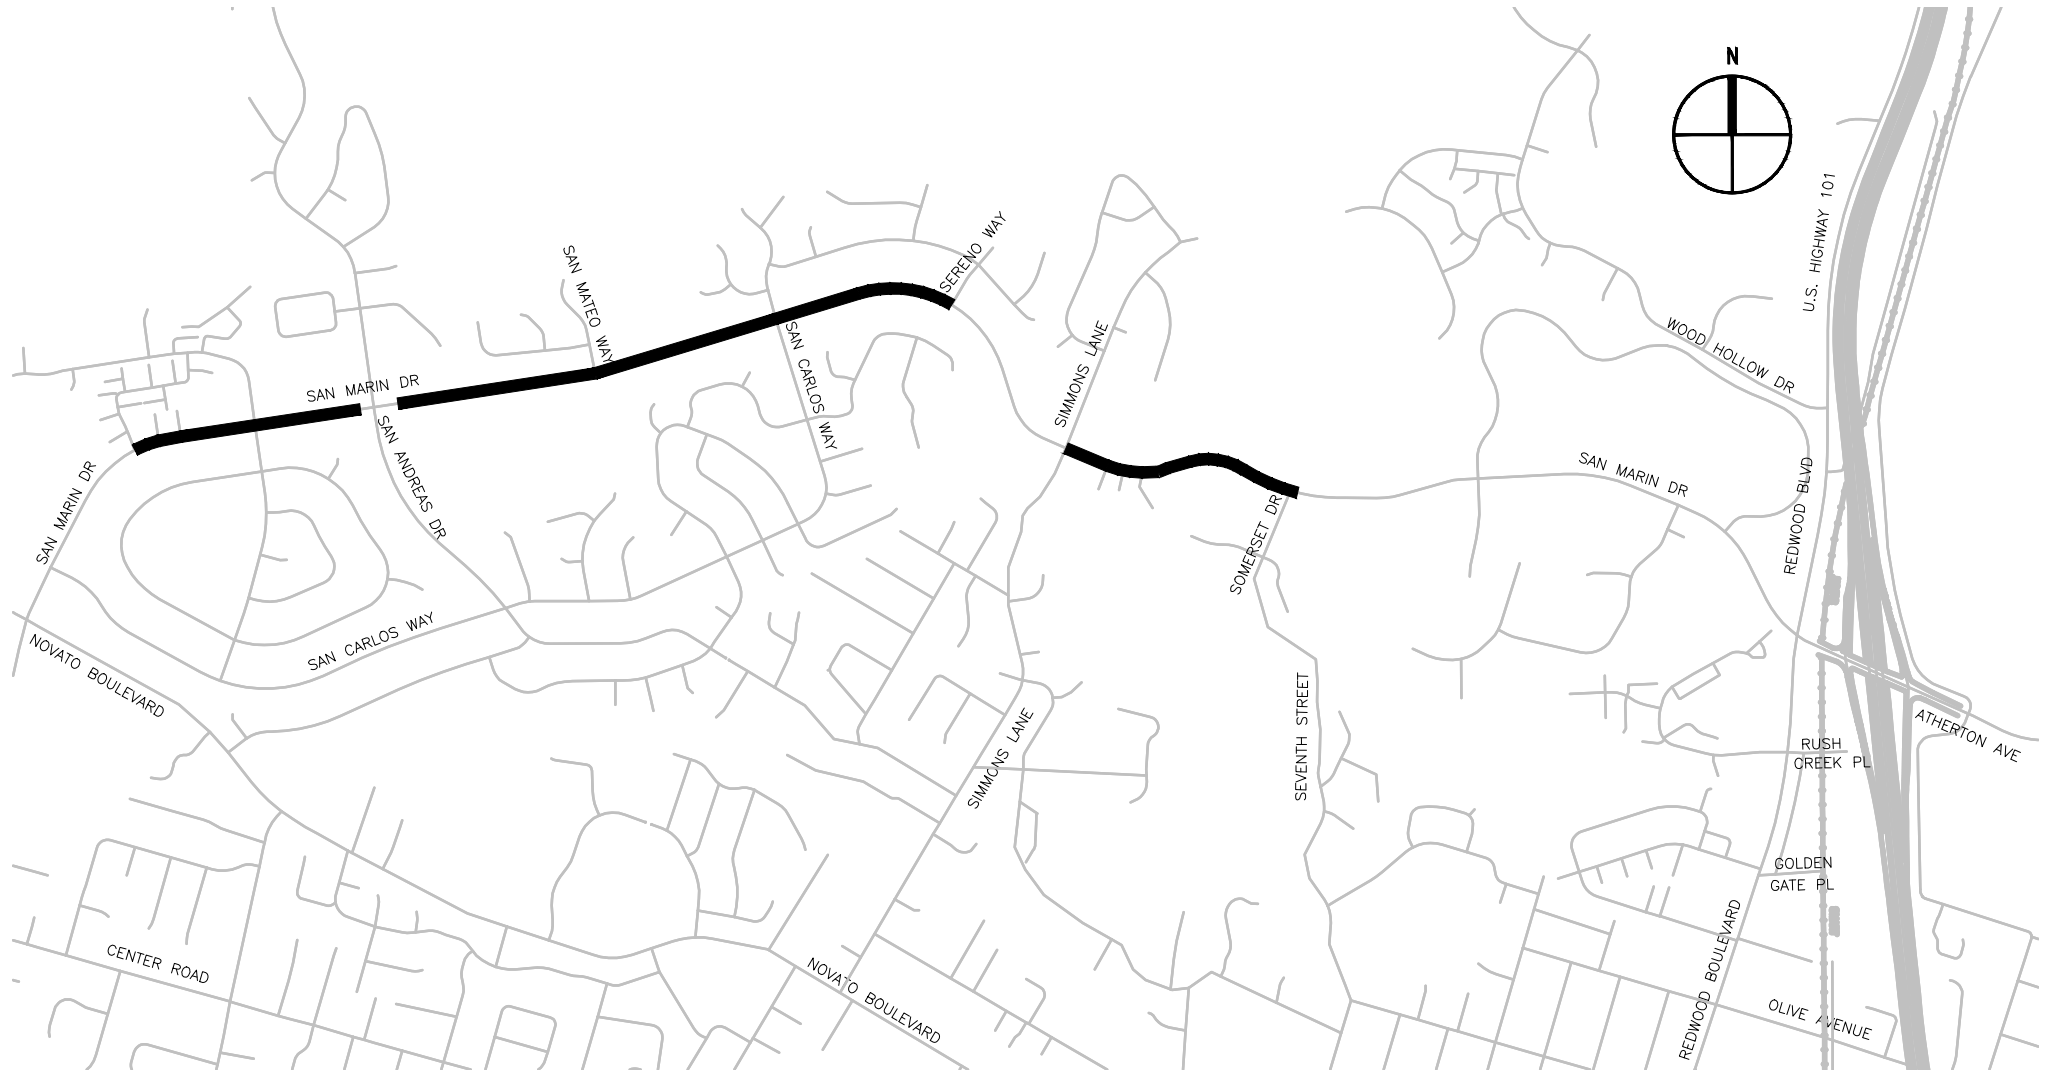 N
U.S. HIGHWAY 101
SERENO WAY
SAN MATEO WAY
SIMMONS LANE
WOOD HOLLOW DR
SAN CARLOS WAY
SAN MARIN DR
SAN ANDREAS DR
SAN MARIN DR
SAN MARIN DR
REDWOOD BLVD
SOMERSET DR
SAN CARLOS WAY
NOVATO BOULEVARD
SEVENTH STREET
SIMMONS LANE
ATHERTON AVE
RUSH
CREEK PL
GOLDEN
GATE PL
REDWOOD BOULEVARD
CENTER ROAD
NOVATO BOULEVARD
OLIVE AVENUE